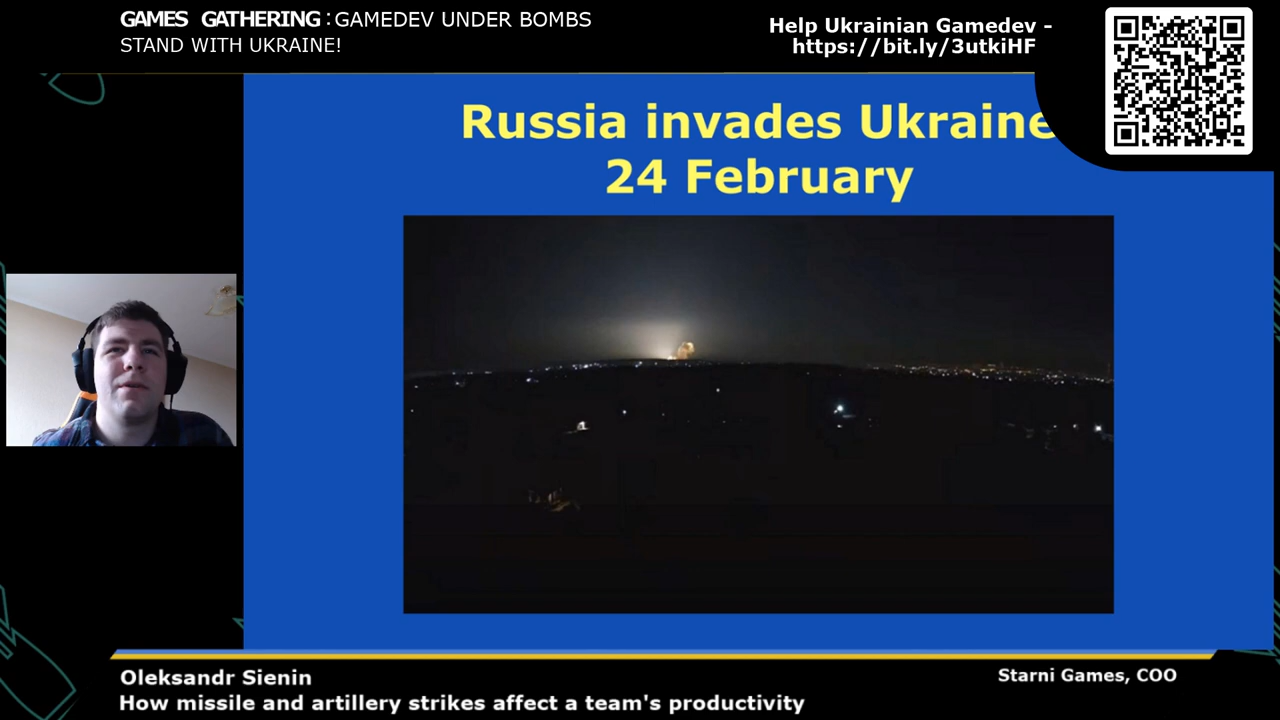 GAMES GATHERING : GAMEDEV UNDER BOMBS
STAND WITH UKRAINE!
Help Ukrainian Gamedev -
https://bit.ly/3utkiHF
Russia invades Ukraine
24 February
Oleksandr Sienin
How missile and artillery strikes affect a team's productivity
Starni Games, COO